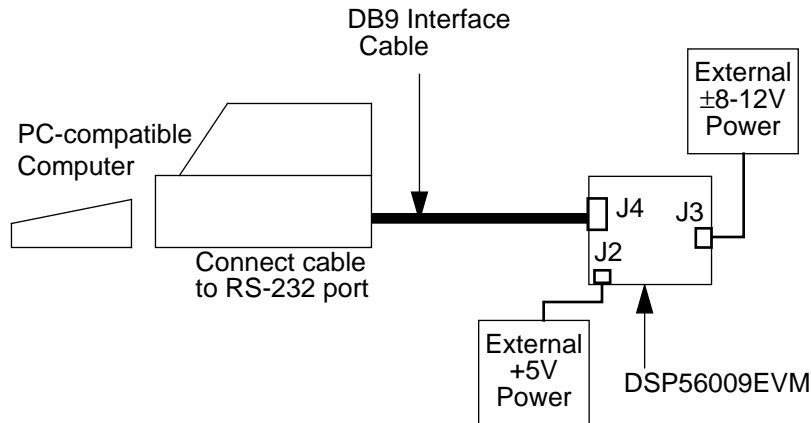 DB9 Interface
Cable
External
±8-12V
Power
PC-compatible
Computer
J4
J3
J2
Connect cable
to RS-232 port
External
+5V
Power
DSP56009EVM